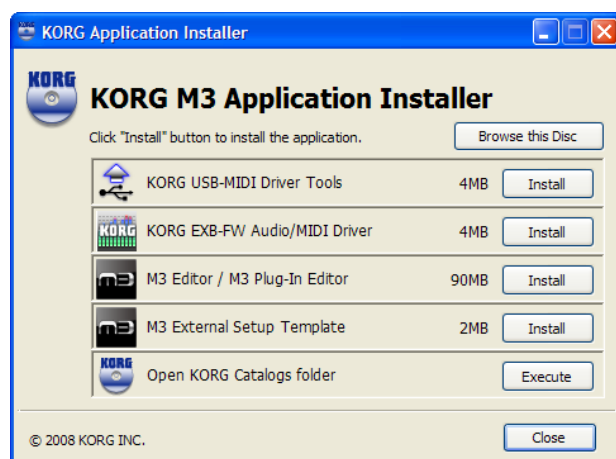 KORG Application Installer
KORG
KORG M3 Application Installer
Click "Install" button to install the application.
Browse this Disc
KORG USB-MIDI Driver Tools 4MB Install
KORG KORG EXB-FW Audio/MIDI Driver 4MB Install
m3 M3 Editor / M3 Plug-In Editor 90MB Install
m3 M3 External Setup Template 2MB Install
KORG Open KORG Catalogs folder Execute
© 2008 KORG INC. Close